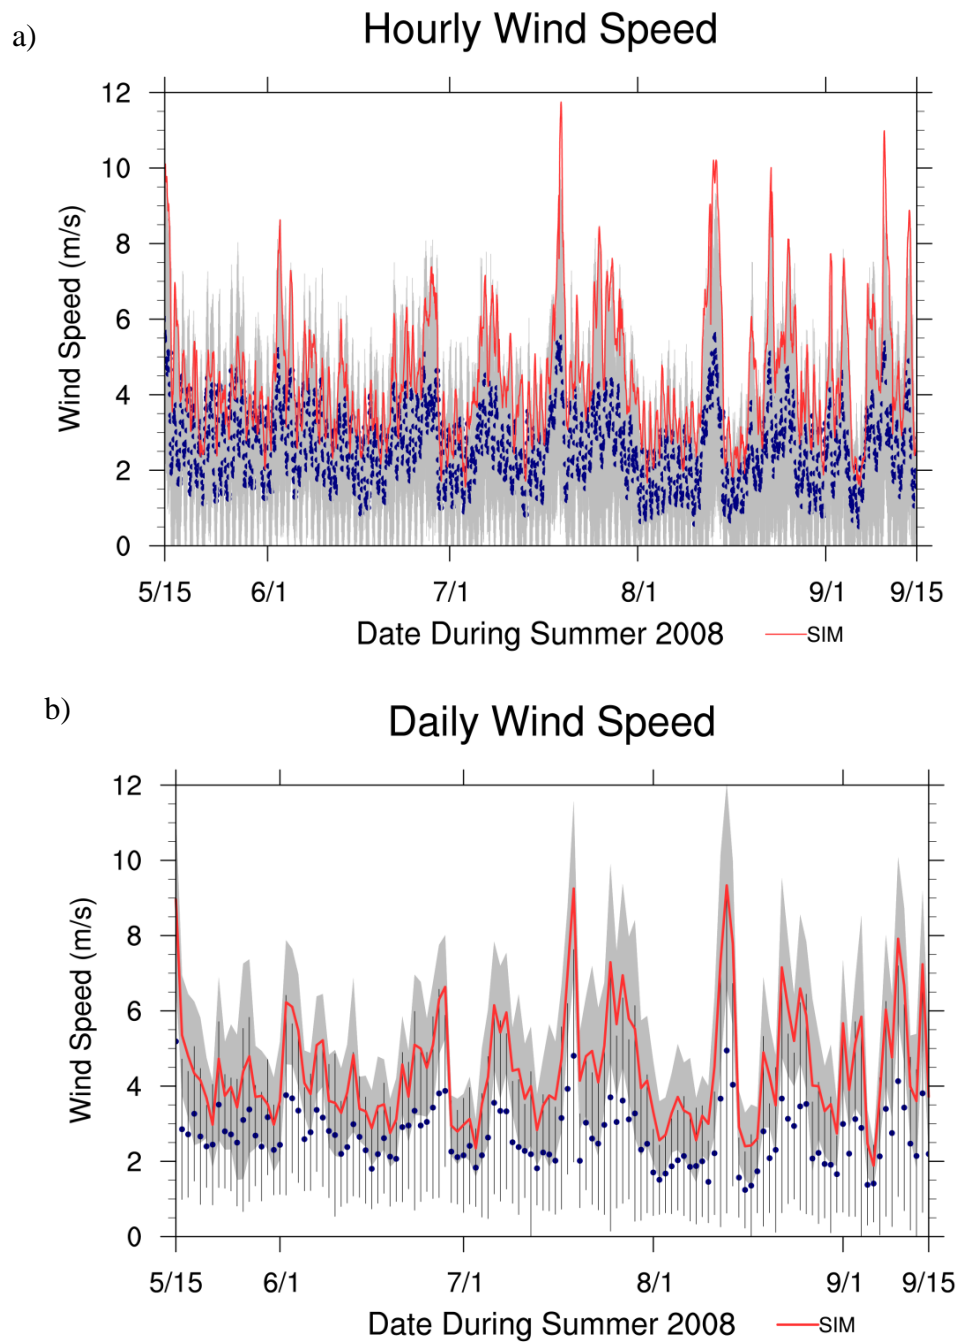 a)
Hourly Wind Speed
12
10
8
6
4
2
0
Wind Speed (m/s)
5/15 6/1 7/1 8/1 9/1 9/15
Date During Summer 2008
SIM
b)
Daily Wind Speed
12
10
8
6
4
2
0
Wind Speed (m/s)
5/15 6/1 7/1 8/1 9/1 9/15
Date During Summer 2008
SIM